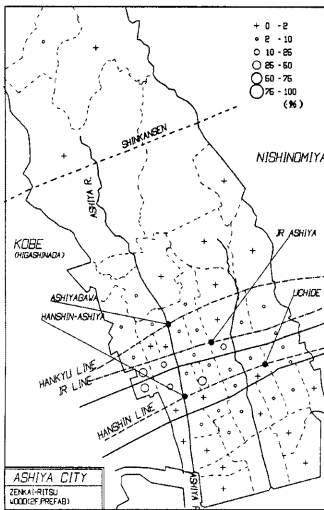 + 0 - 2
2 - 10
10 - 25
25 - 50
50 - 75
75 - 100
(%)
SHINKANSEN
NISHINOMIYA
ASHIYA R.
KOBE
(HIGASHINADA)
JR ASHIYA
ASHIYAGAWA
UCHIDE
HANSHIN-ASHIYA
HANKYU LINE
JR LINE
HANSHIN LINE
ASHIYA R
ASHIYA CITY
ZENKAI-RITSU
WOOD(2F.PREFAB)